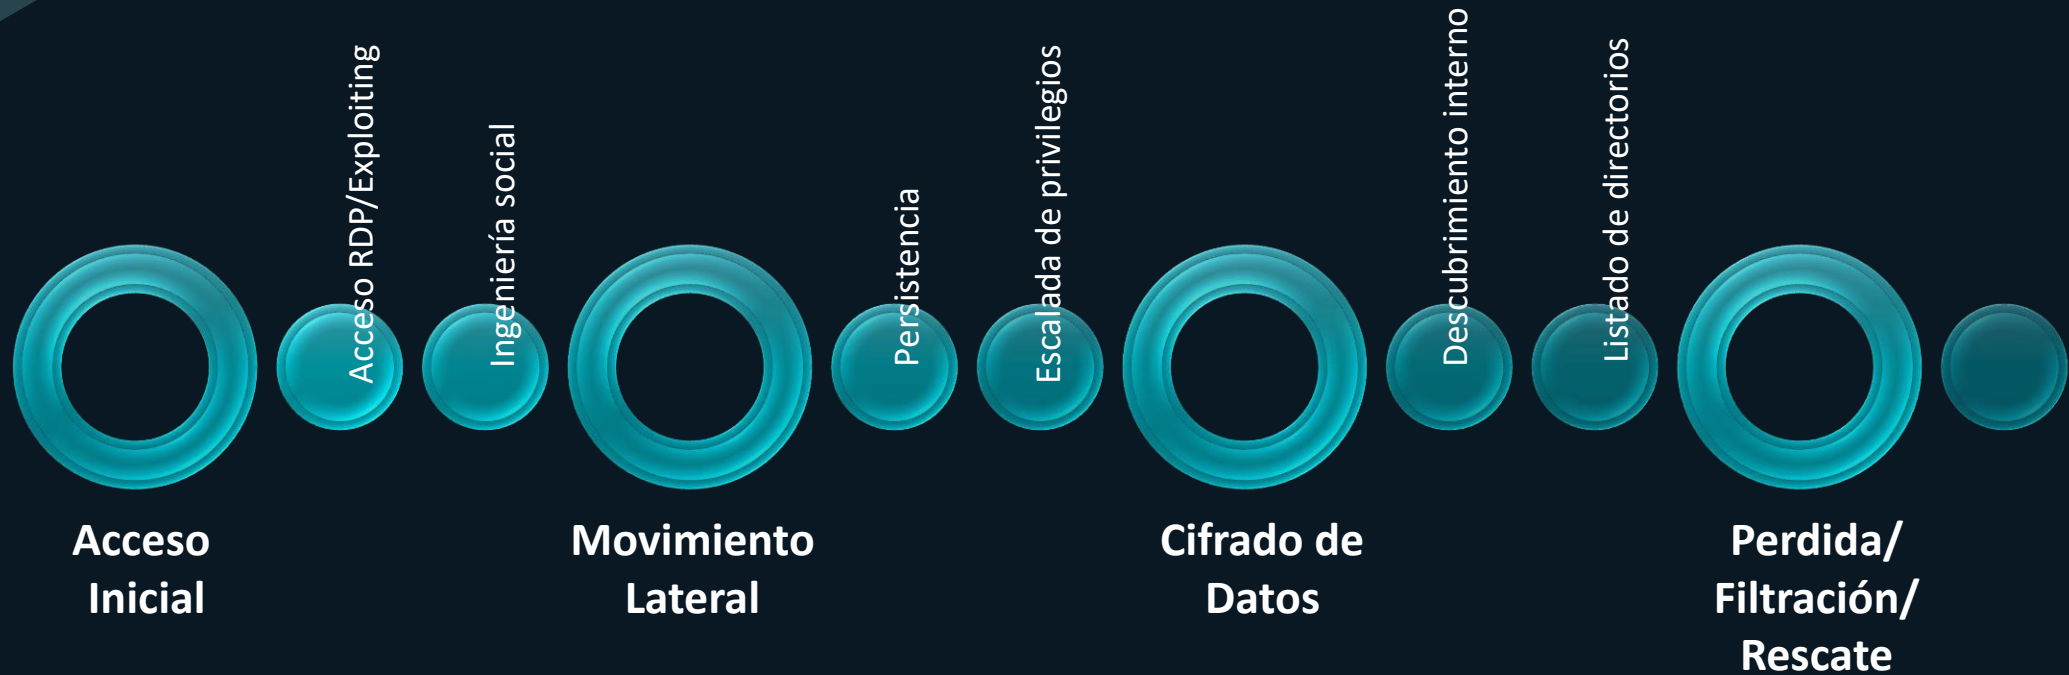 Acceso
Inicial
Acceso RDP/Exploiting
Ingeniería social
Movimiento
Lateral
Persistencia
Escalada de privilegios
Cifrado de
Datos
Descubrimiento interno
Listado de directorios
Perdida/
Filtración/
Rescate